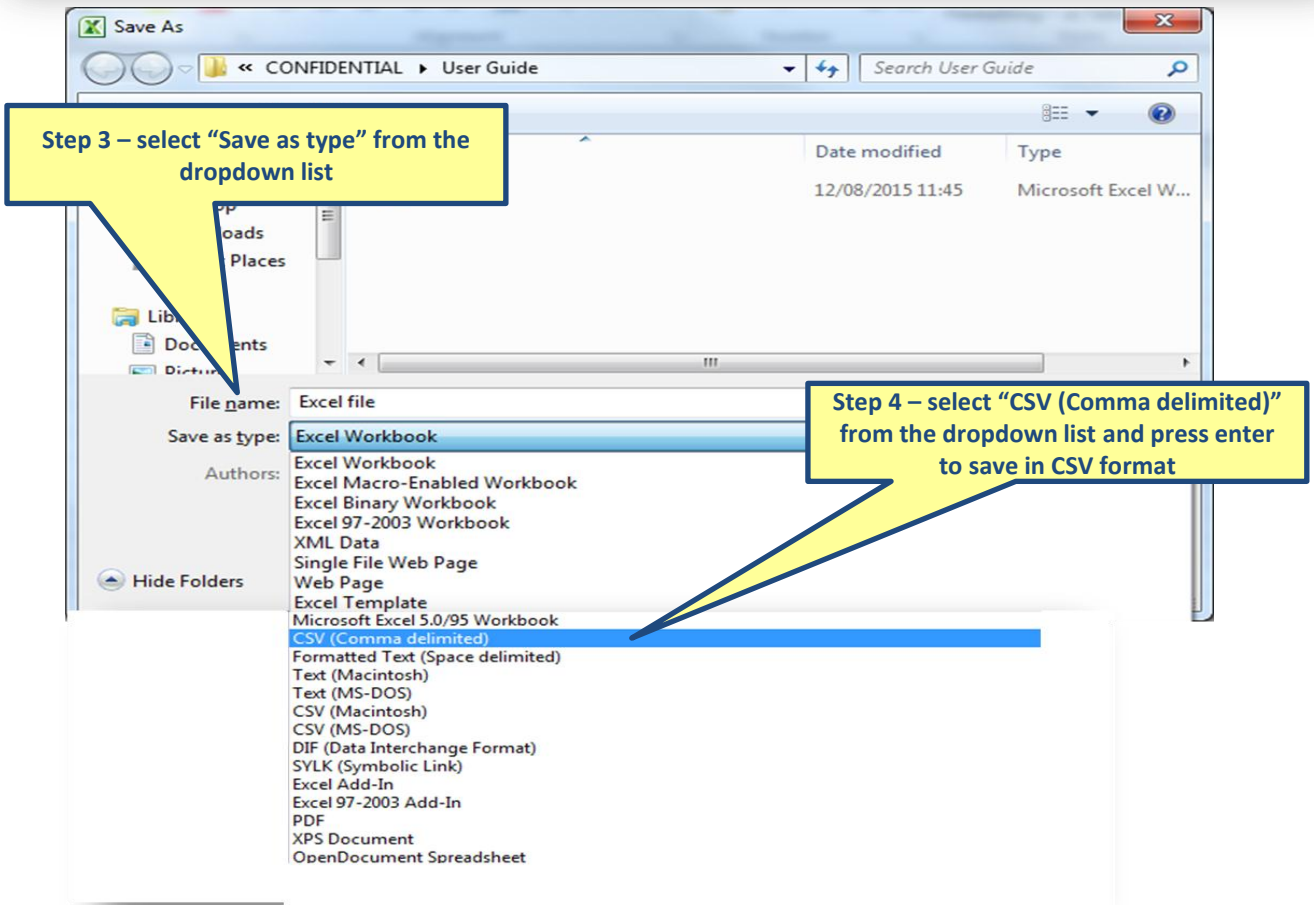 Save As
« CONFIDENTIAL ▸ User Guide
Search User Guide
Step 3 – select “Save as type” from the
dropdown list
Date modified Type
12/08/2015 11:45 Microsoft Excel W...
Places
Documents
File name: Excel file
Save as type: Excel Workbook
Authors:
Step 4 – select “CSV (Comma delimited)”
from the dropdown list and press enter
to save in CSV format
Excel Workbook
Excel Macro-Enabled Workbook
Excel Binary Workbook
Excel 97-2003 Workbook
XML Data
Single File Web Page
Hide Folders
Web Page
Excel Template
Microsoft Excel 5.0/95 Workbook
CSV (Comma delimited)
Formatted Text (Space delimited)
Text (Macintosh)
Text (MS-DOS)
CSV (Macintosh)
CSV (MS-DOS)
DIF (Data Interchange Format)
SYLK (Symbolic Link)
Excel Add-In
Excel 97-2003 Add-In
PDF
XPS Document
OpenDocument Spreadsheet